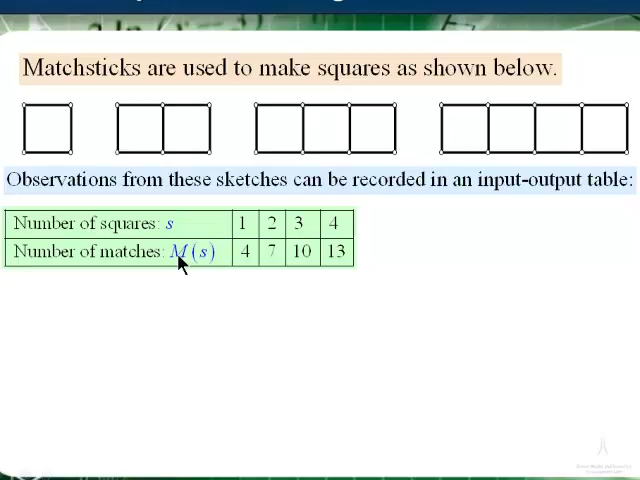 Matchsticks are used to make squares as shown below.
Observations from these sketches can be recorded in an input-output table:
Number of squares: s 1 2 3 4
Number of matches: M(s) 4 7 10 13